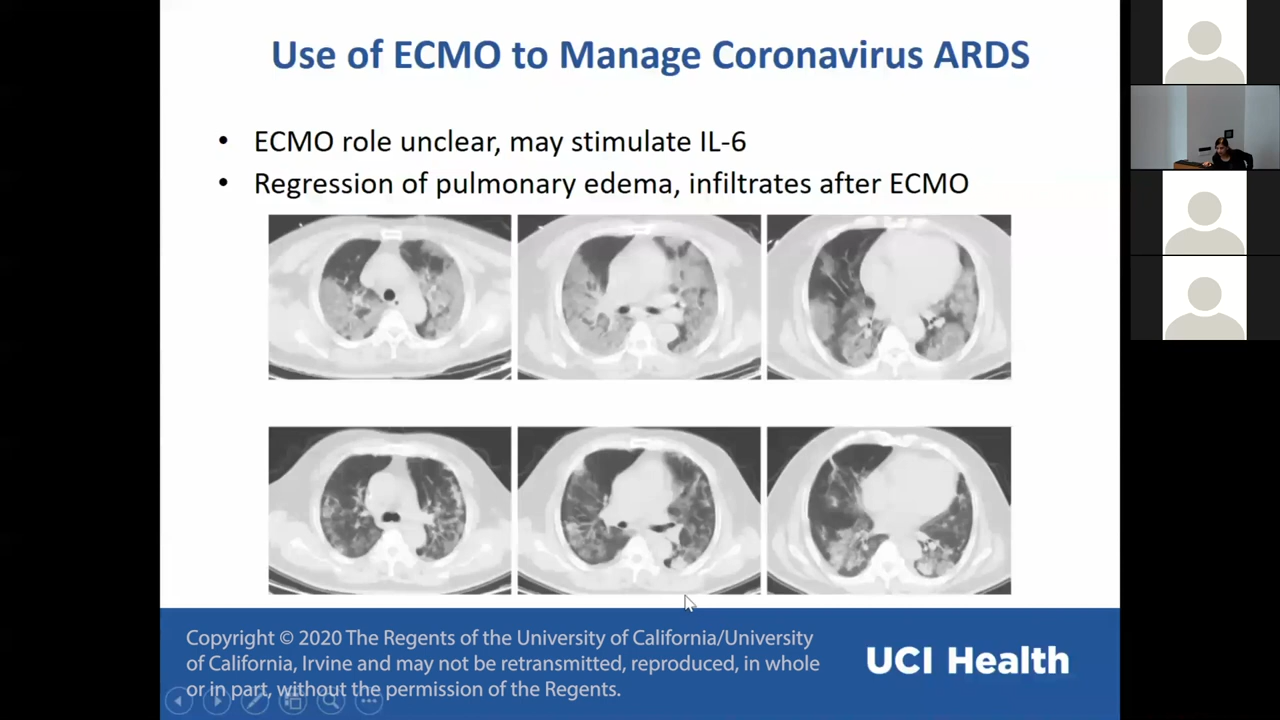 Use of ECMO to Manage Coronavirus ARDS
• ECMO role unclear, may stimulate IL-6
• Regression of pulmonary edema, infiltrates after ECMO
Copyright © 2020 The Regents of the University of California/University
of California, Irvine and may not be retransmitted, reproduced, in whole
or in part, without the permission of the Regents.
UCI Health